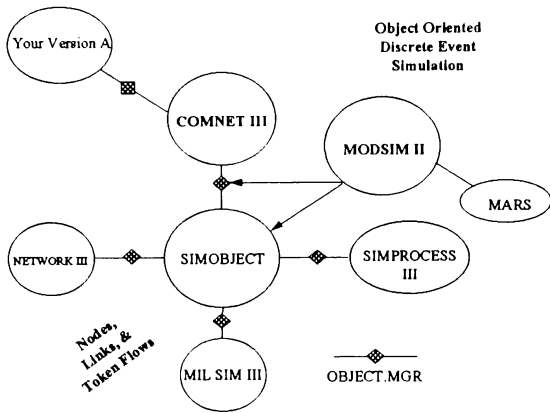 Your Version A
Object Oriented
Discrete Event
Simulation
COMNET III
MODSIM II
MARS
NETWORK III
SIMOBJECT
SIMPROCESS
III
Nodes,
Links, &
Token Flows
MIL SIM III
OBJECT.MGR